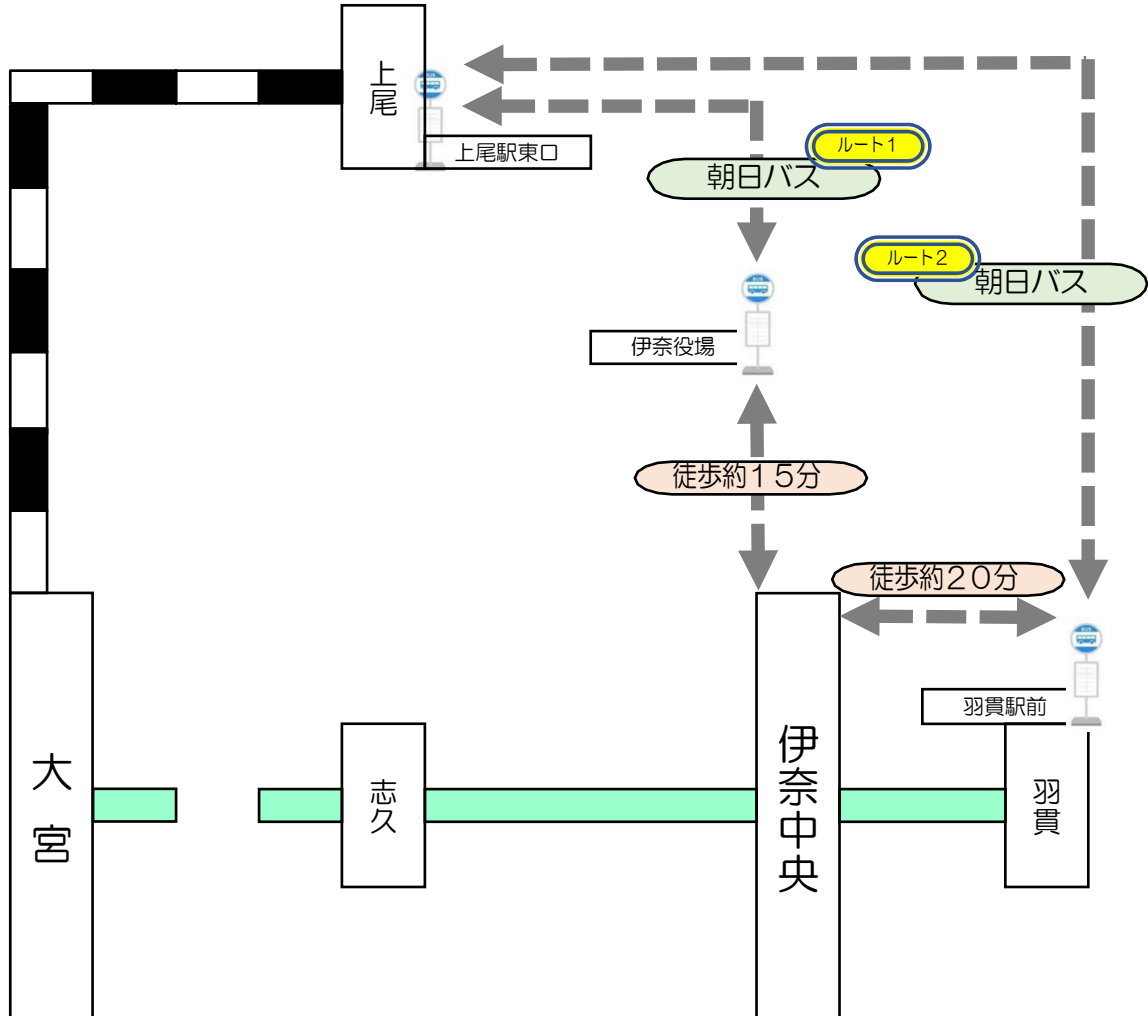 上尾
上尾駅東口
ルート1
朝日バス
ルート2
朝日バス
伊奈役場
徒歩約15分
徒歩約20分
羽貫駅前
大宮
志久
伊奈中央
羽貫